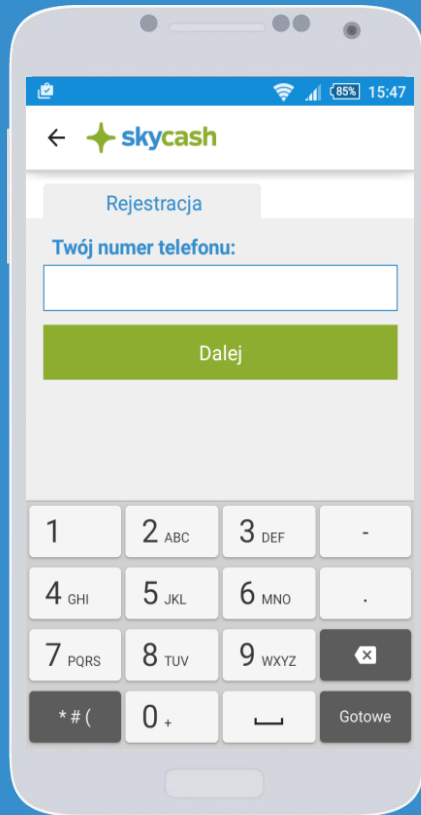 85% 15:47
skycash
Rejestracja
Twój numer telefonu:
Dalej
1 2 ABC 3 DEF -
4 GHI 5 JKL 6 MNO .
7 PQRS 8 TUV 9 WXYZ
* # ( 0 + Gotowe